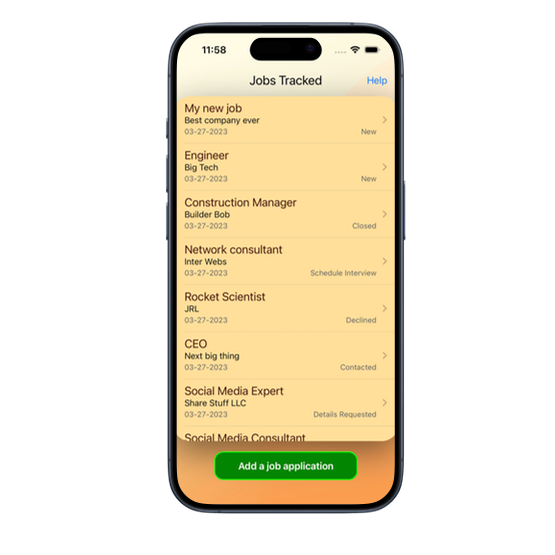 11:58
Jobs Tracked
Help
My new job
Best company ever
03-27-2023
New
Engineer
Big Tech
03-27-2023
New
Construction Manager
Builder Bob
03-27-2023
Closed
Network consultant
Inter Webs
03-27-2023
Schedule Interview
Rocket Scientist
JRL
03-27-2023
Declined
CEO
Next big thing
03-27-2023
Contacted
Social Media Expert
Share Stuff LLC
03-27-2023
Details Requested
Social Media Consultant
Add a job application